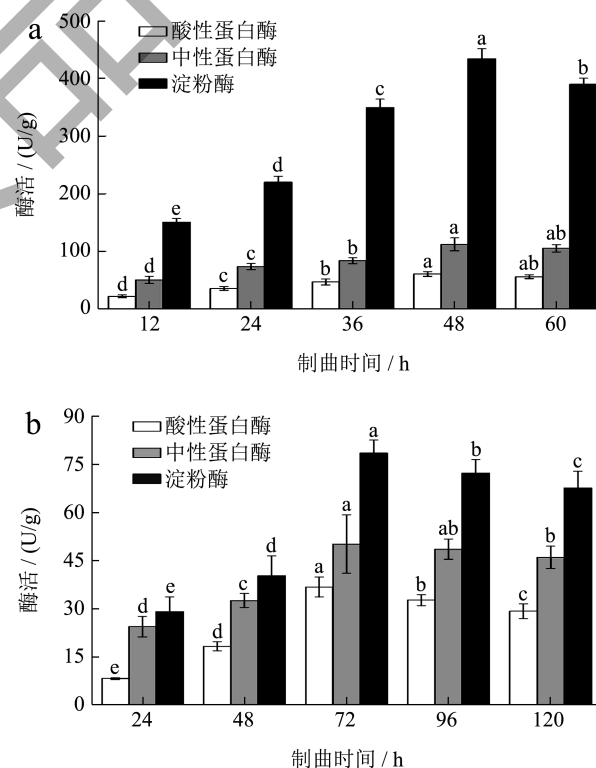 a
500
400
300
200
100
0
酶活 / (U/g)
酸性蛋白酶
中性蛋白酶
淀粉酶
d d e
c c d
b b c
a a a
ab ab b
12 24 36 48 60
制曲时间 / h
b
90
75
60
45
30
15
0
酶活 / (U/g)
酸性蛋白酶
中性蛋白酶
淀粉酶
e d e
d c d
a a a
b ab b
c b c
24 48 72 96 120
制曲时间 / h